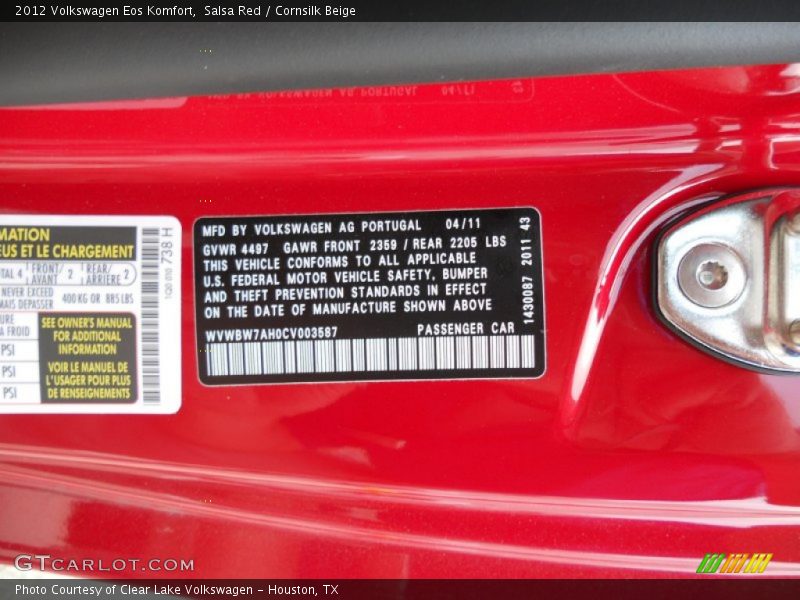 2012 Volkswagen Eos Komfort, Salsa Red / Cornsilk Beige
MFD BY VOLKSWAGEN AG PORTUGAL 04/11
GVWR 4497 GAWR FRONT 2359 / REAR 2205 LBS
THIS VEHICLE CONFORMS TO ALL APPLICABLE
U.S. FEDERAL MOTOR VEHICLE SAFETY, BUMPER
AND THEFT PREVENTION STANDARDS IN EFFECT
ON THE DATE OF MANUFACTURE SHOWN ABOVE
WVWBW7AH0CV003587 PASSENGER CAR
1430087 2011 43
MATION
EUS ET LE CHARGEMENT
TAL 4 FRONT/ 2 REAR/ 2
AVANT ARRIÈRE
NEVER EXCEED 400 KG OR 885 LBS
MAIS DEPASSER
URE
A FROID
PSI
PSI
PSI
SEE OWNER'S MANUAL
FOR ADDITIONAL
INFORMATION
VOIR LE MANUEL DE
L'USAGER POUR PLUS
DE RENSEIGNEMENTS
738 H
GTCARLOT.COM
Photo Courtesy of Clear Lake Volkswagen - Houston, TX